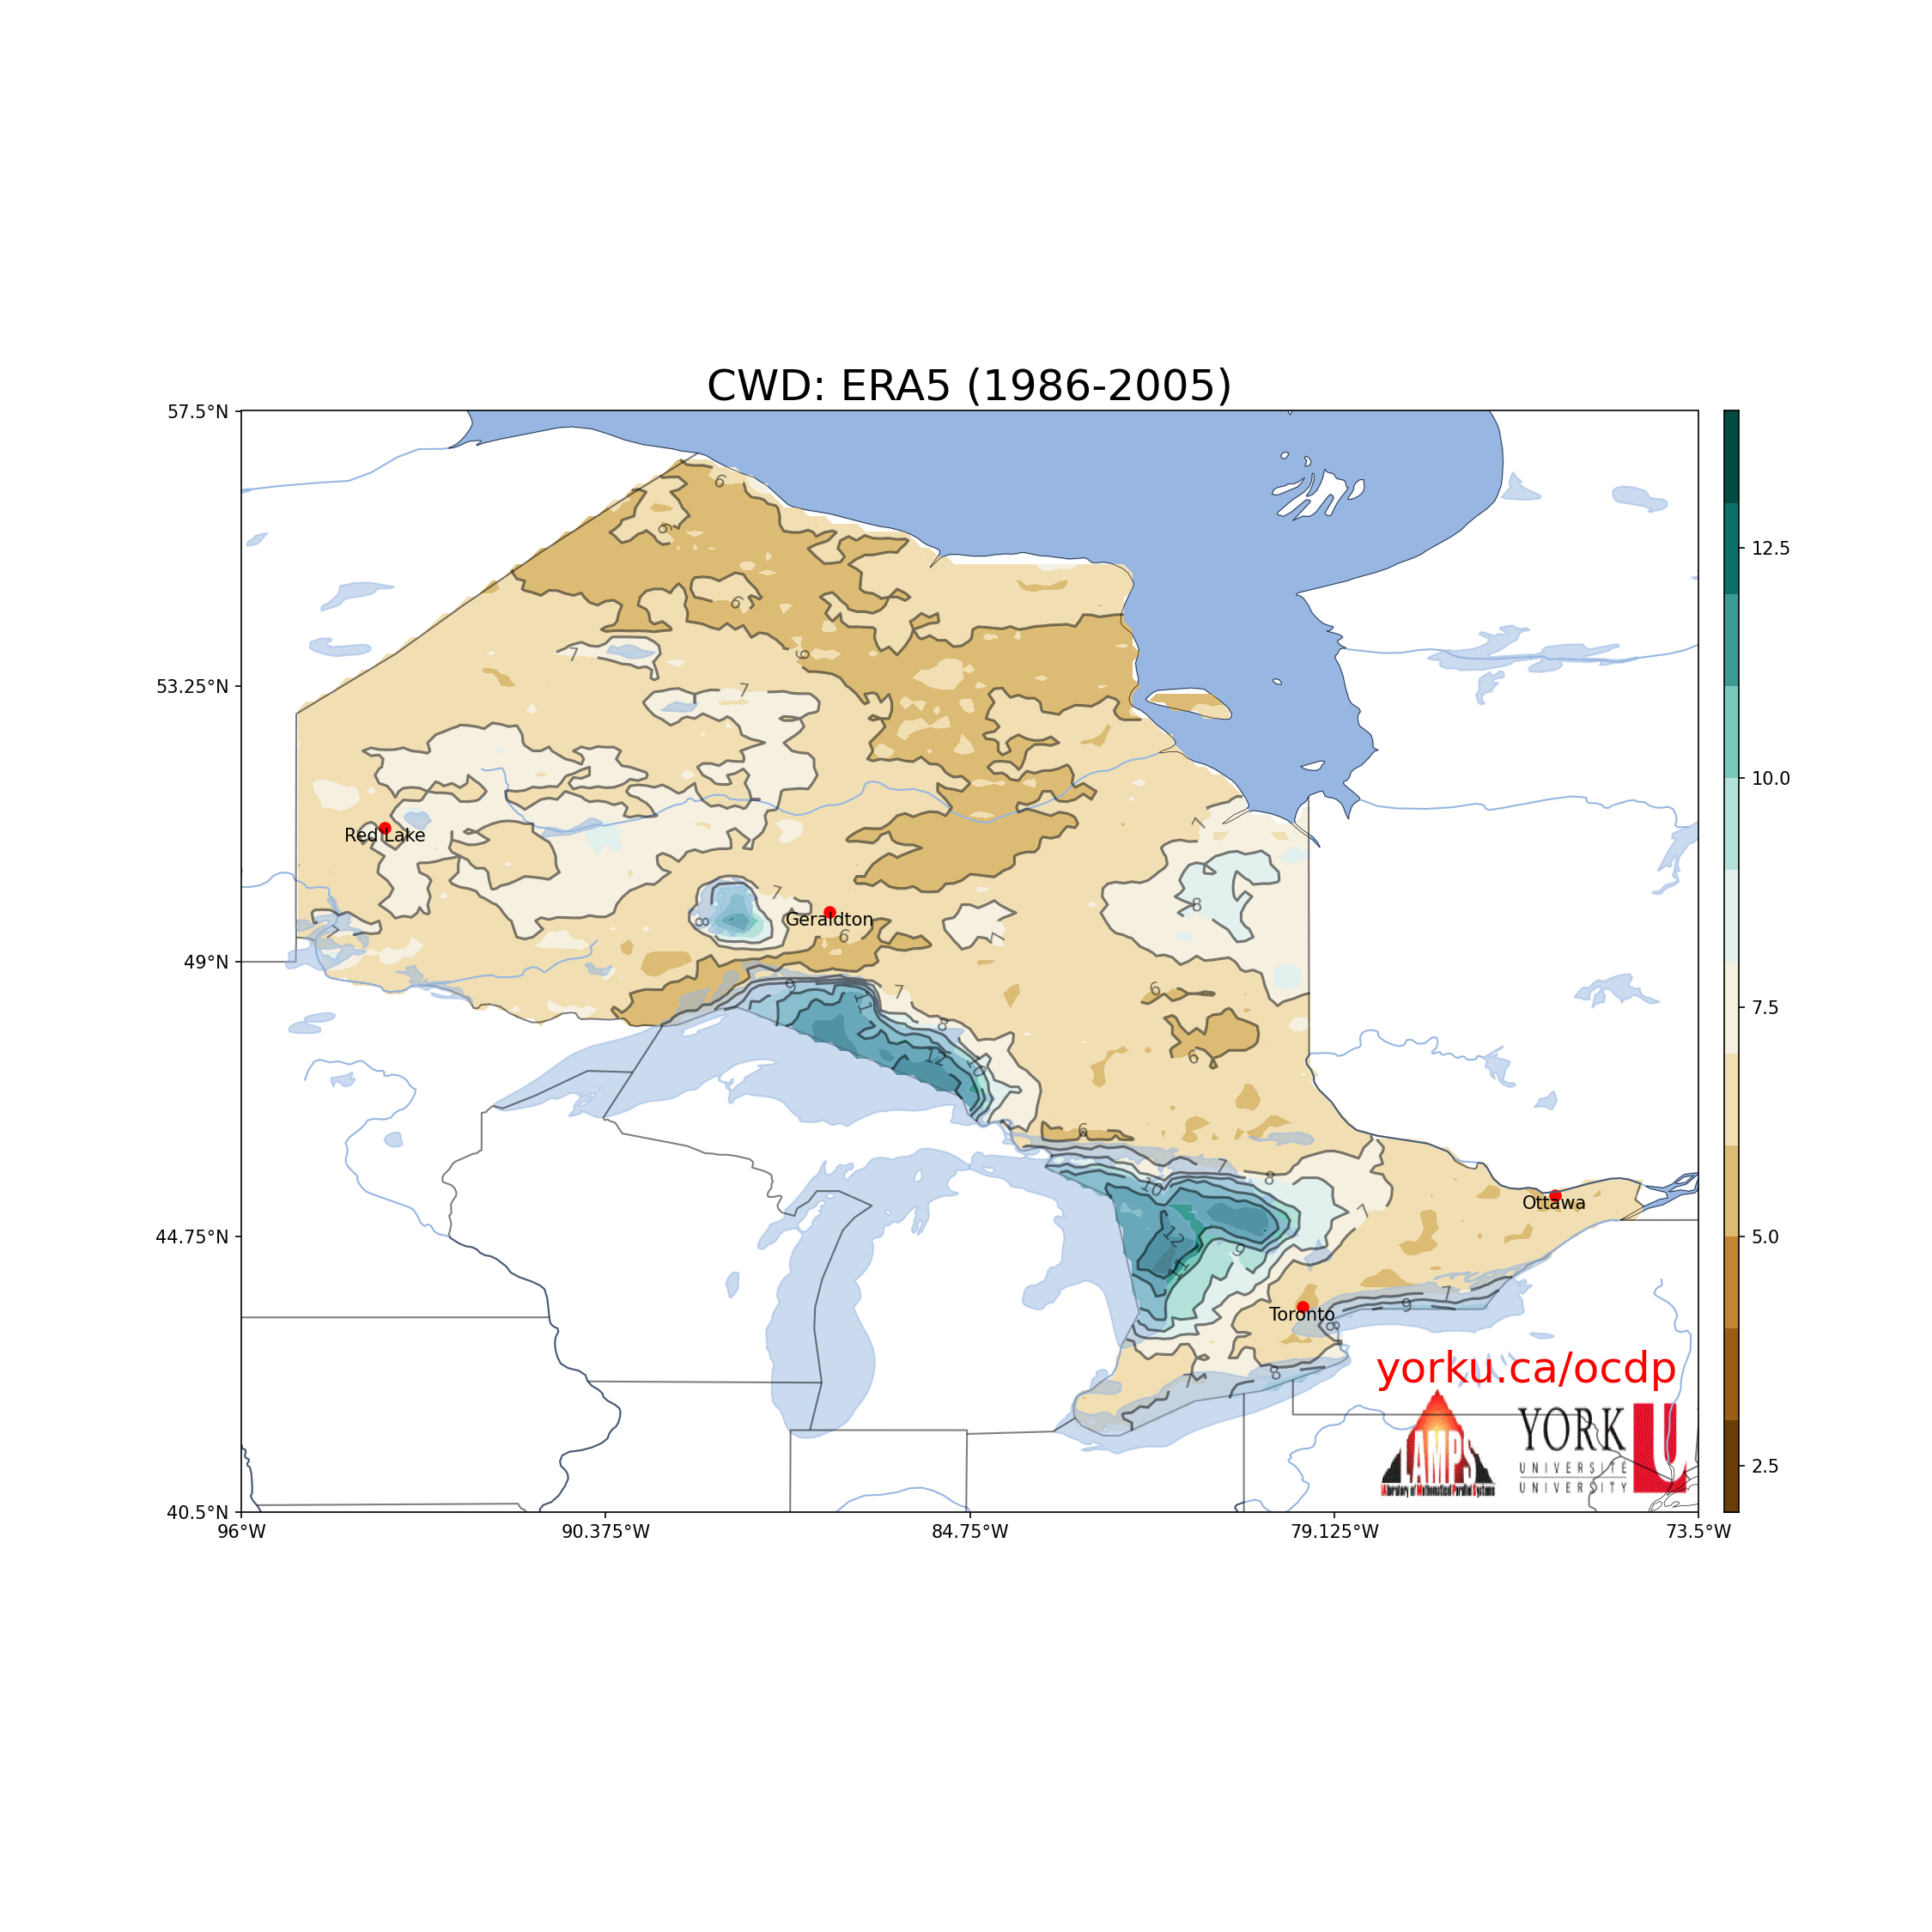 CWD: ERA5 (1986-2005)
57.5°N
53.25°N
49°N
44.75°N
40.5°N
96°W
90.375°W
84.75°W
79.125°W
73.5°W
12.5
10.0
7.5
5.0
2.5
6
6
6
6
7
7
Red Lake
7
8
Geraldton
6
7
8
7
9
11
7
8
12
10
6
6
6
7
8
10
7
9
12
11
Ottawa
Toronto
7
9
8
8
7
yorku.ca/ocdp
LAMPS
Laboratory of Mathematical Parallel Systems
YORK U
UNIVERSITÉ
UNIVERSITY